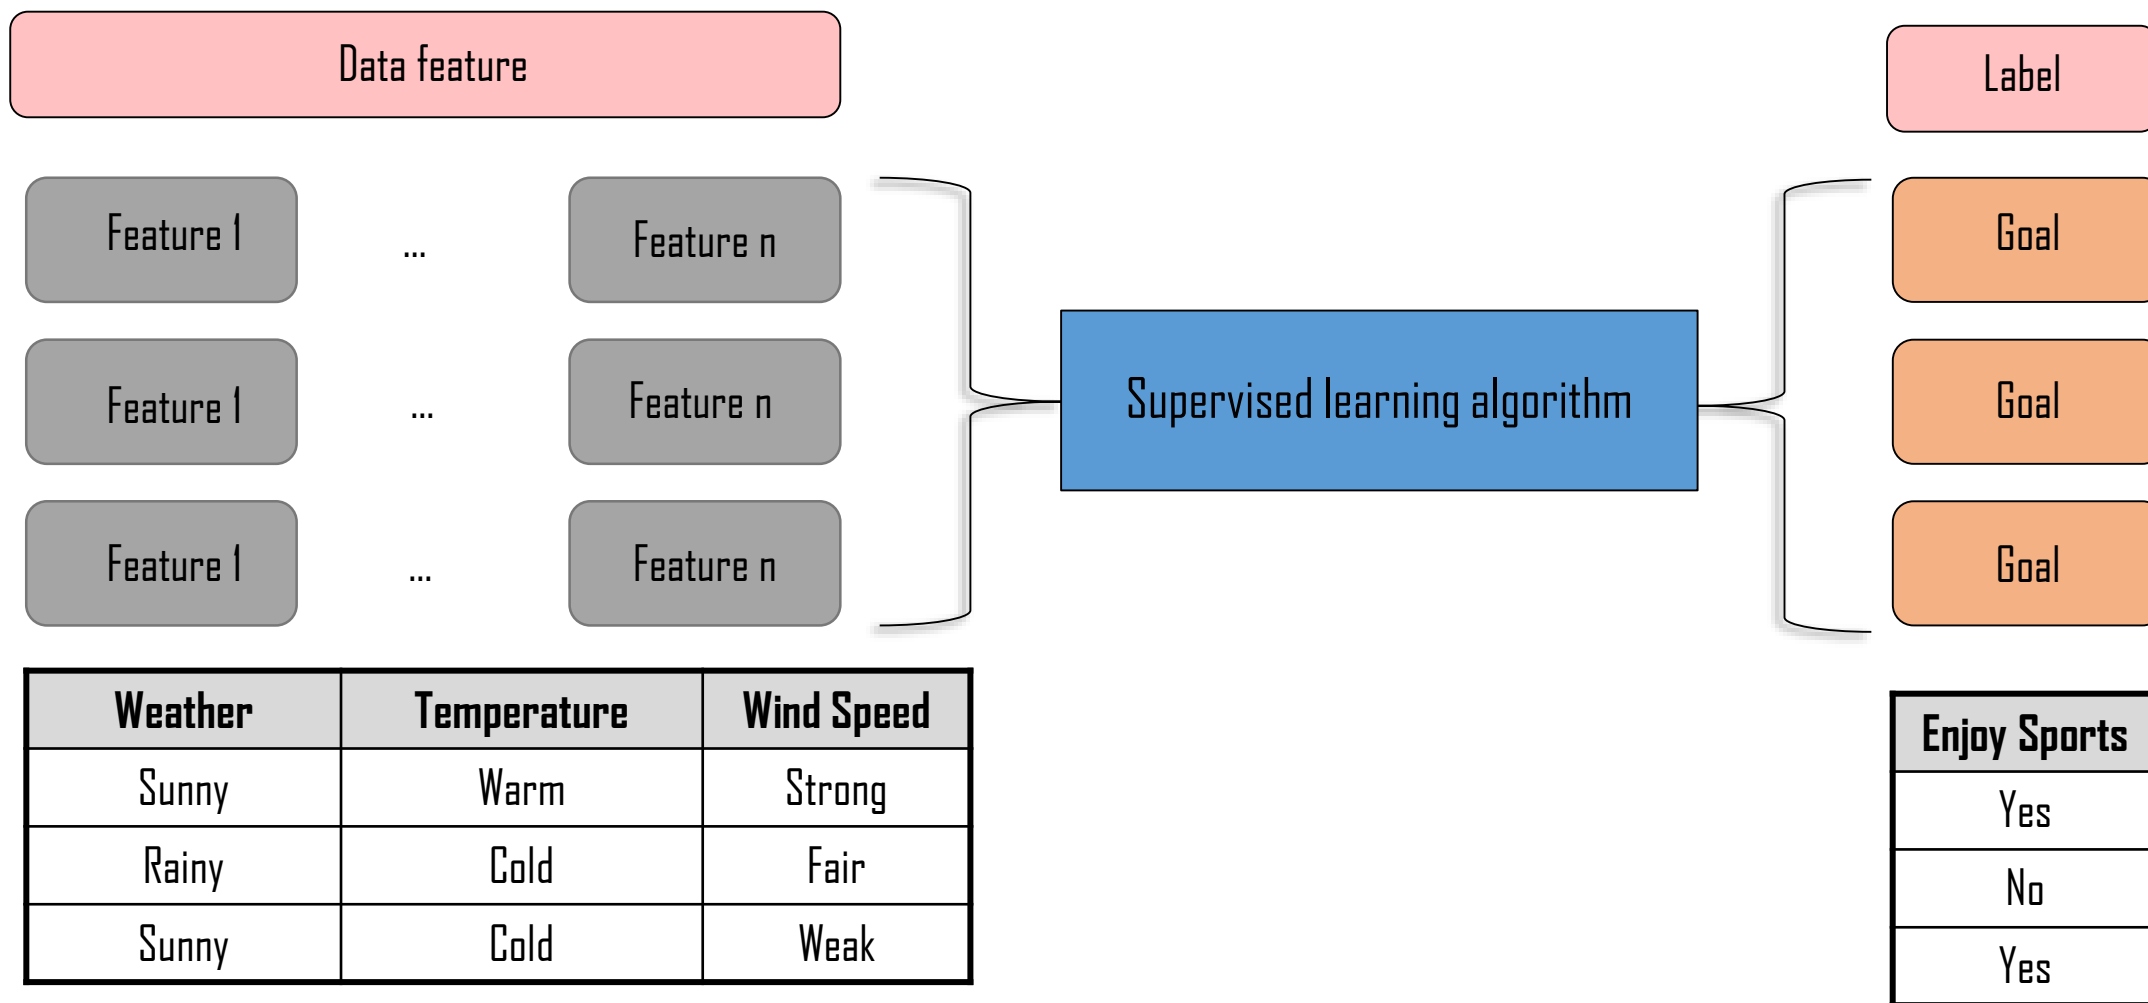 Data feature
Label
Feature 1 ... Feature n
Goal
Feature 1 ... Feature n
Supervised learning algorithm
Goal
Feature 1 ... Feature n
Goal
Weather Temperature Wind Speed
Sunny Warm Strong
Rainy Cold Fair
Sunny Cold Weak
Enjoy Sports
Yes
No
Yes